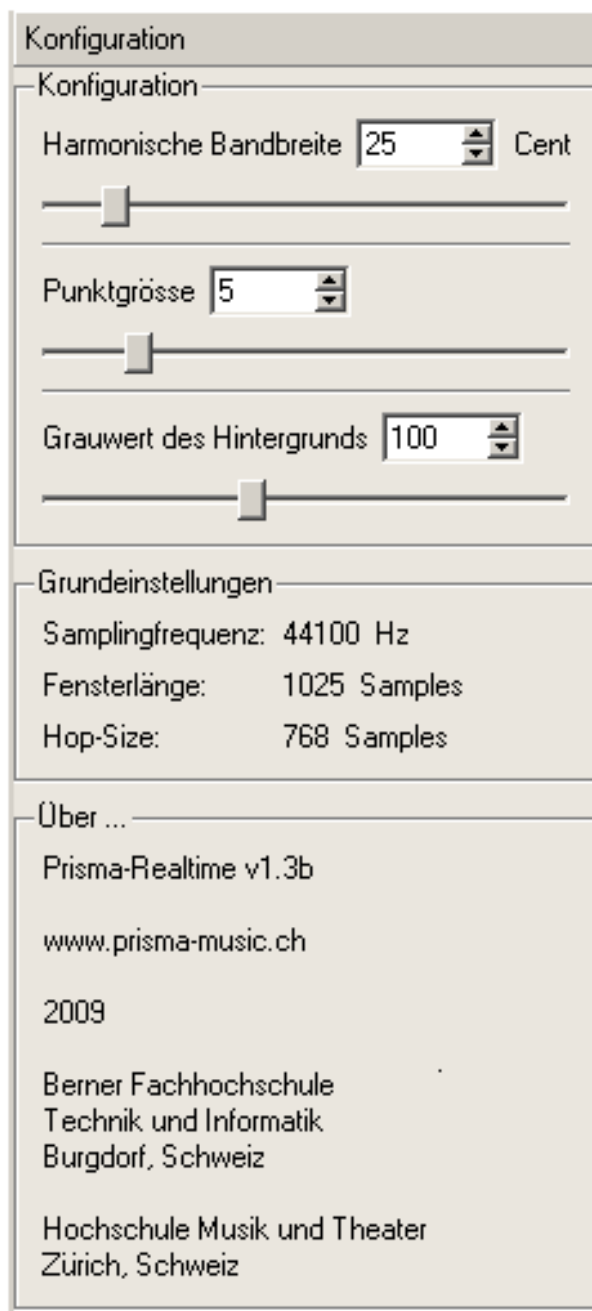 Konfiguration
Konfiguration
Harmonische Bandbreite 25 Cent
Punktgrösse 5
Grauwert des Hintergrunds 100
Grundeinstellungen
Samplingfrequenz: 44100 Hz
Fensterlänge: 1025 Samples
Hop-Size: 768 Samples
Über ...
Prisma-Realtime v1.3b
www.prisma-music.ch
2009
Berner Fachhochschule
Technik und Informatik
Burgdorf, Schweiz
Hochschule Musik und Theater
Zürich, Schweiz